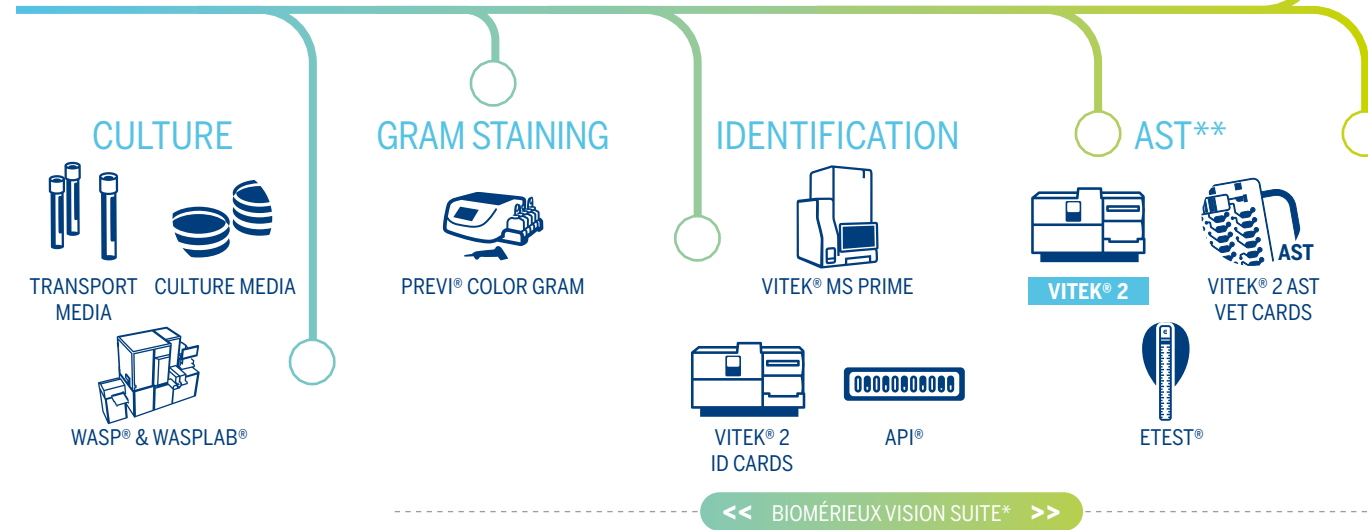 CULTURE
TRANSPORT
MEDIA
CULTURE MEDIA
WASP® & WASPLAB®
GRAM STAINING
PREVI® COLOR GRAM
IDENTIFICATION
VITEK® MS PRIME
VITEK® 2
ID CARDS
API®
AST**
VITEK® 2
AST
VITEK® 2 AST
VET CARDS
ETEST®
<< BIOMÉRIEUX VISION SUITE* >>